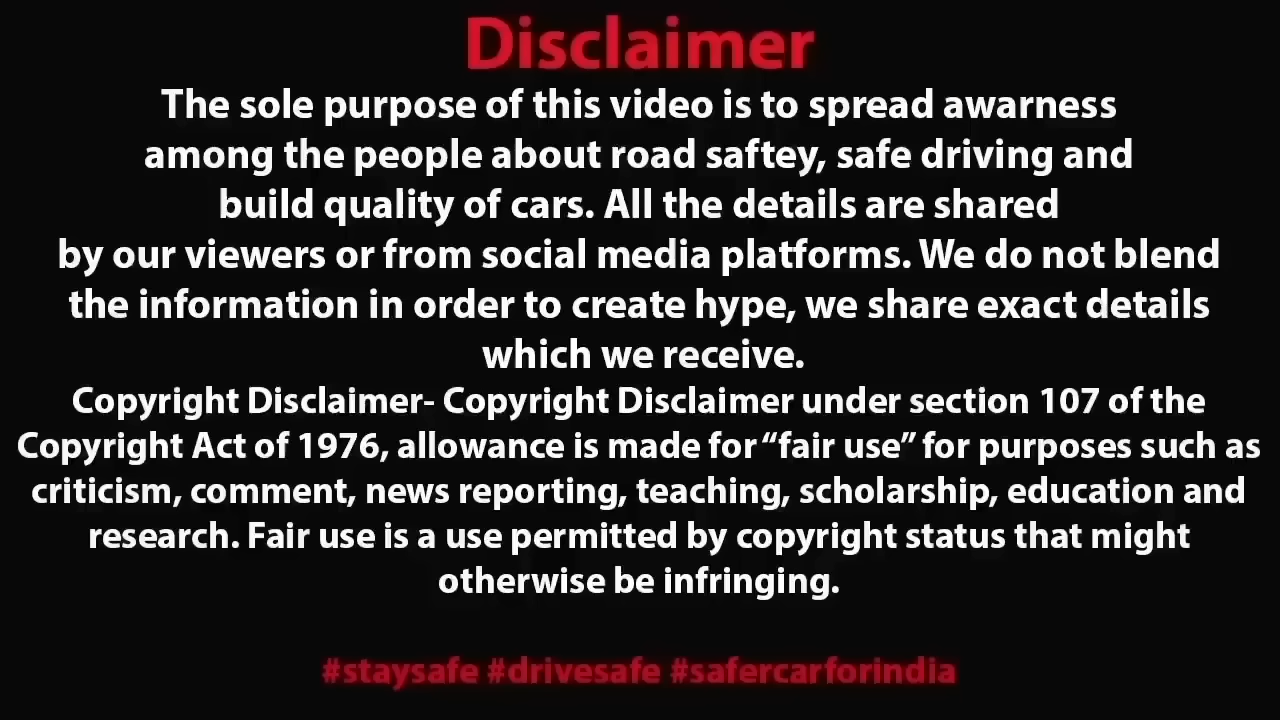 Disclaimer
The sole purpose of this video is to spread awarness
among the people about road saftey, safe driving and
build quality of cars. All the details are shared
by our viewers or from social media platforms. We do not blend
the information in order to create hype, we share exact details
which we receive.
Copyright Disclaimer- Copyright Disclaimer under section 107 of the
Copyright Act of 1976, allowance is made for “fair use” for purposes such as
criticism, comment, news reporting, teaching, scholarship, education and
research. Fair use is a use permitted by copyright status that might
otherwise be infringing.
#staysafe #drivesafe #safercarforindia